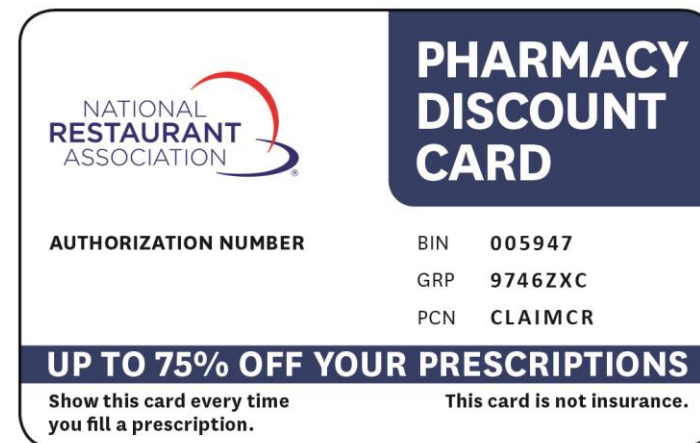 NATIONAL
RESTAURANT
ASSOCIATION
®
PHARMACY
DISCOUNT
CARD
AUTHORIZATION NUMBER
BIN 005947
GRP 9746ZXC
PCN CLAIMCR
UP TO 75% OFF YOUR PRESCRIPTIONS
Show this card every time
you fill a prescription.
This card is not insurance.